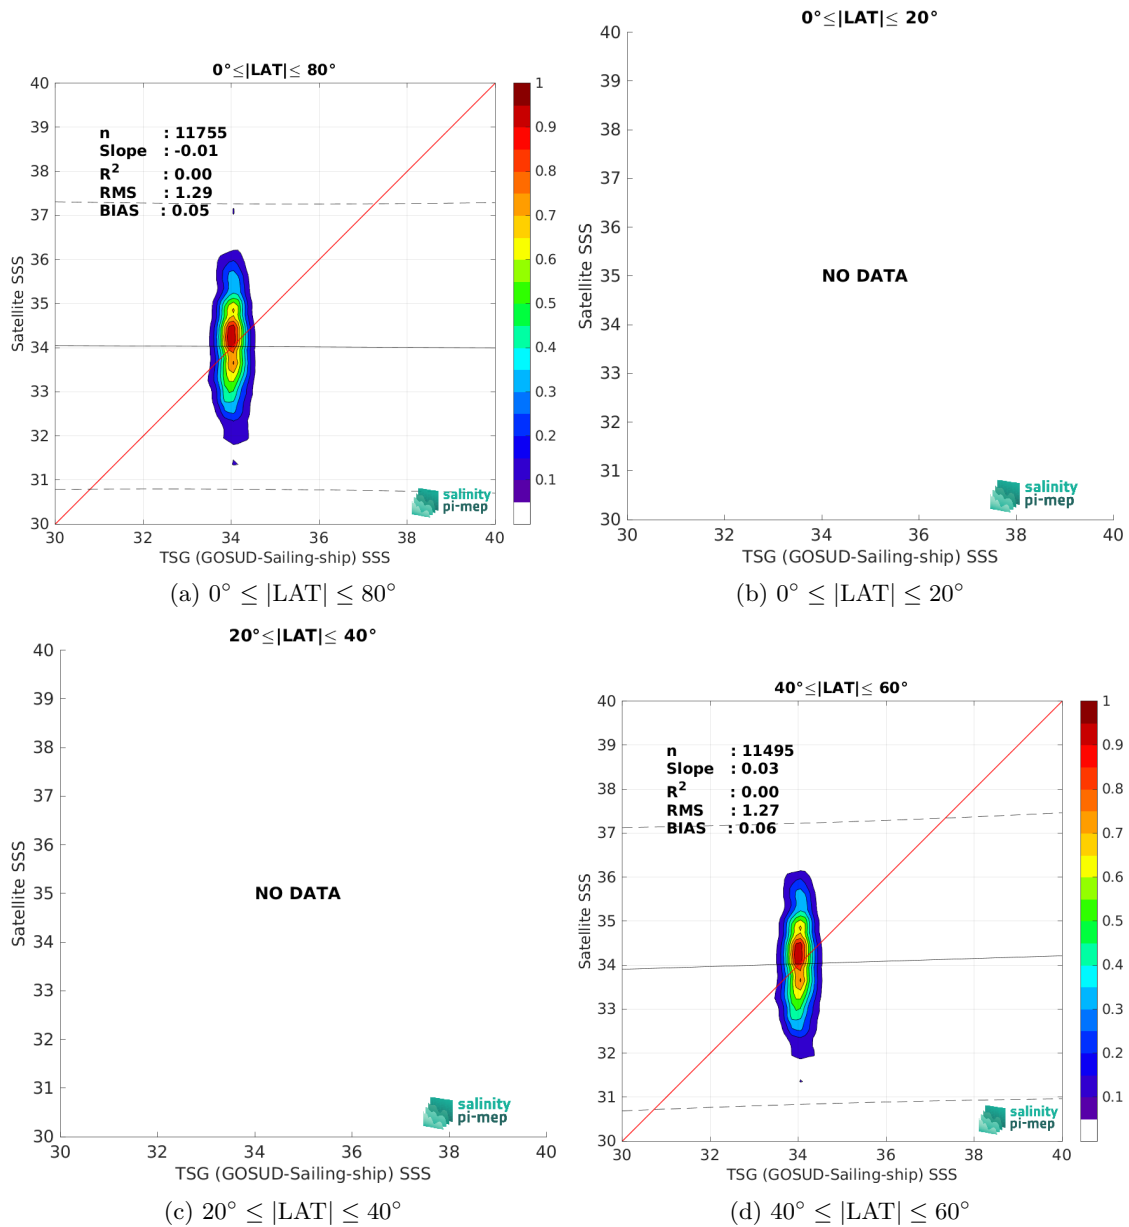 0°≤|LAT|≤ 80°
40
39
38
37
36
35
34
33
32
31
30
Satellite SSS
n : 11755
Slope : -0.01
R² : 0.00
RMS : 1.29
BIAS : 0.05
1
0.9
0.8
0.7
0.6
0.5
0.4
0.3
0.2
0.1
salinity
pi-mep
30 32 34 36 38 40
TSG (GOSUD-Sailing-ship) SSS
(a) 0° ≤ |LAT| ≤ 80°
0°≤|LAT|≤ 20°
40
39
38
37
36
35
34
33
32
31
30
Satellite SSS
NO DATA
salinity
pi-mep
30 32 34 36 38 40
TSG (GOSUD-Sailing-ship) SSS
(b) 0° ≤ |LAT| ≤ 20°
20°≤|LAT|≤ 40°
40
39
38
37
36
35
34
33
32
31
30
Satellite SSS
NO DATA
salinity
pi-mep
30 32 34 36 38 40
TSG (GOSUD-Sailing-ship) SSS
(c) 20° ≤ |LAT| ≤ 40°
40°≤|LAT|≤ 60°
40
39
38
37
36
35
34
33
32
31
30
Satellite SSS
n : 11495
Slope : 0.03
R² : 0.00
RMS : 1.27
BIAS : 0.06
1
0.9
0.8
0.7
0.6
0.5
0.4
0.3
0.2
0.1
salinity
pi-mep
30 32 34 36 38 40
TSG (GOSUD-Sailing-ship) SSS
(d) 40° ≤ |LAT| ≤ 60°